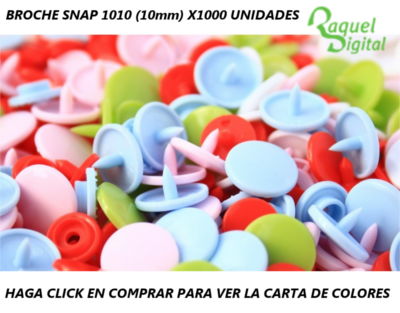 BROCHE SNAP 1010 (10mm) X1000 UNIDADES
Raquel
Digital
HAGA CLICK EN COMPRAR PARA VER LA CARTA DE COLORES